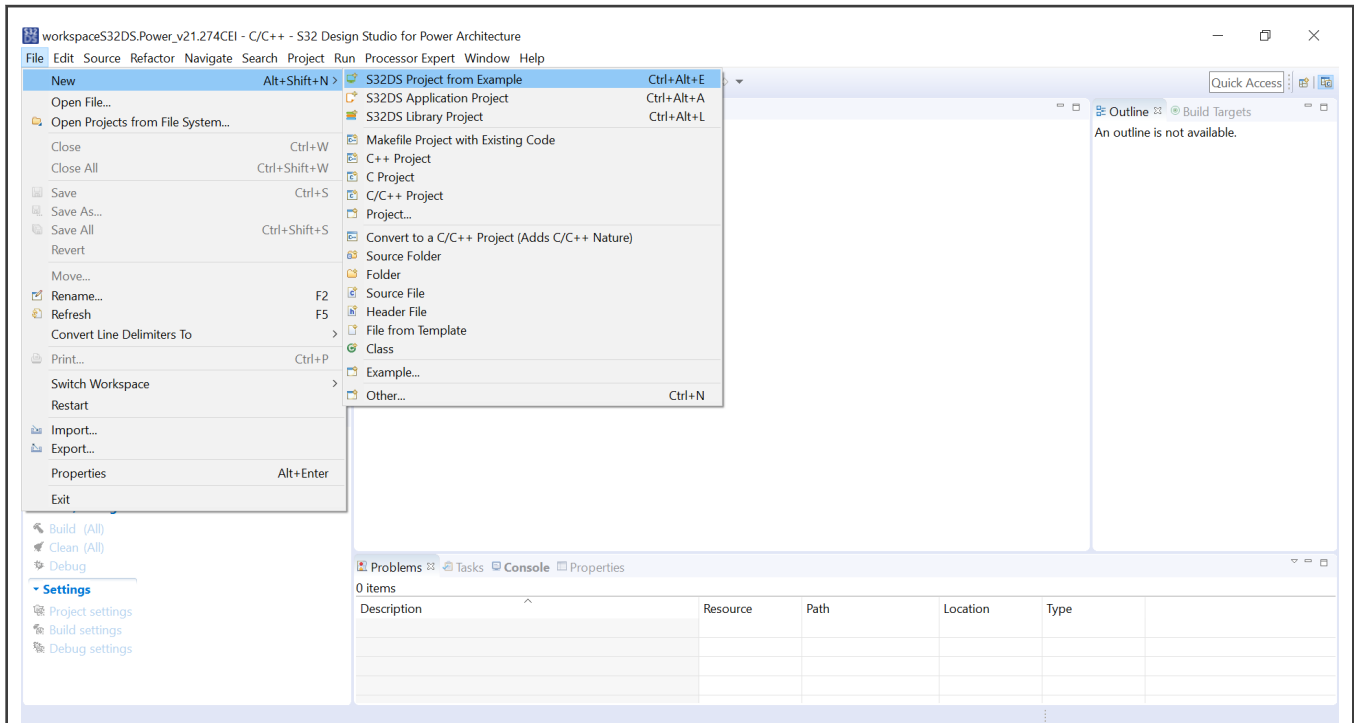 workspaceS32DS.Power_v21.274CEI - C/C++ - S32 Design Studio for Power Architecture
File Edit Source Refactor Navigate Search Project Run Processor Expert Window Help
Quick Access
New Alt+Shift+N >
Open File...
Open Projects from File System...
Close Ctrl+W
Close All Ctrl+Shift+W
Save Ctrl+S
Save As...
Save All Ctrl+Shift+S
Revert
Move...
Rename... F2
Refresh F5
Convert Line Delimiters To >
Print... Ctrl+P
Switch Workspace >
Restart
Import...
Export...
Properties Alt+Enter
Exit
S32DS Project from Example Ctrl+Alt+E
S32DS Application Project Ctrl+Alt+A
S32DS Library Project Ctrl+Alt+L
Makefile Project with Existing Code
C++ Project
C Project
C/C++ Project
Project...
Convert to a C/C++ Project (Adds C/C++ Nature)
Source Folder
Folder
Source File
Header File
File from Template
Class
Example...
Other... Ctrl+N
Outline Build Targets
An outline is not available.
Build (All)
Clean (All)
Debug
Settings
Project settings
Build settings
Debug settings
Problems Tasks Console Properties
0 items
Description Resource Path Location Type